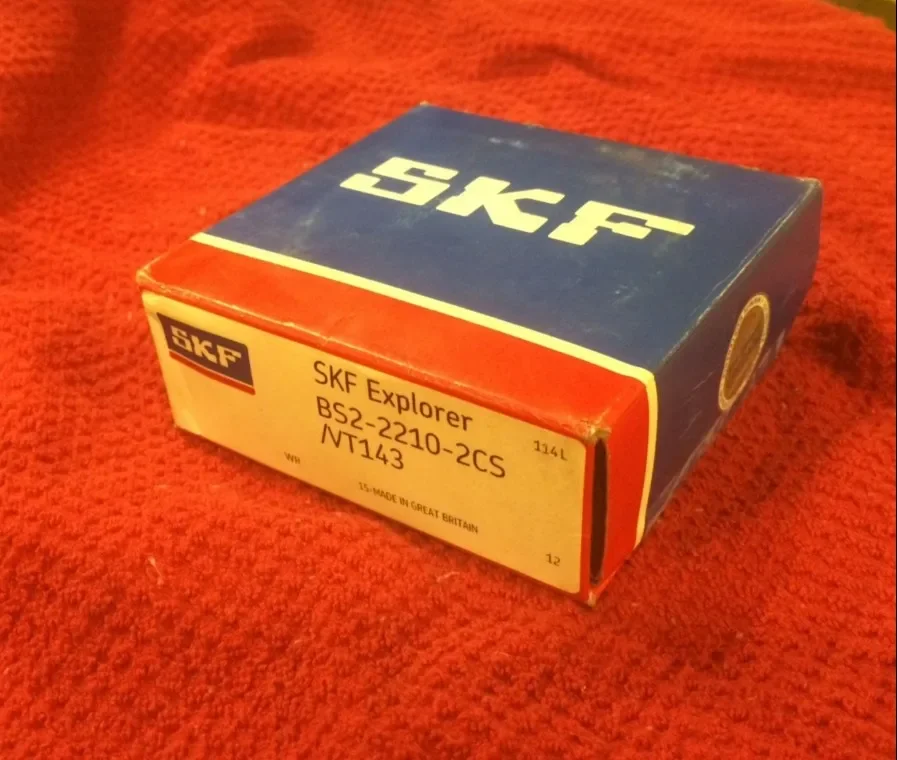 SKF
SKF
SKF Explorer
BS2-2210-2CS
/VT143
114L
WR
15-MADE IN GREAT BRITAIN
12